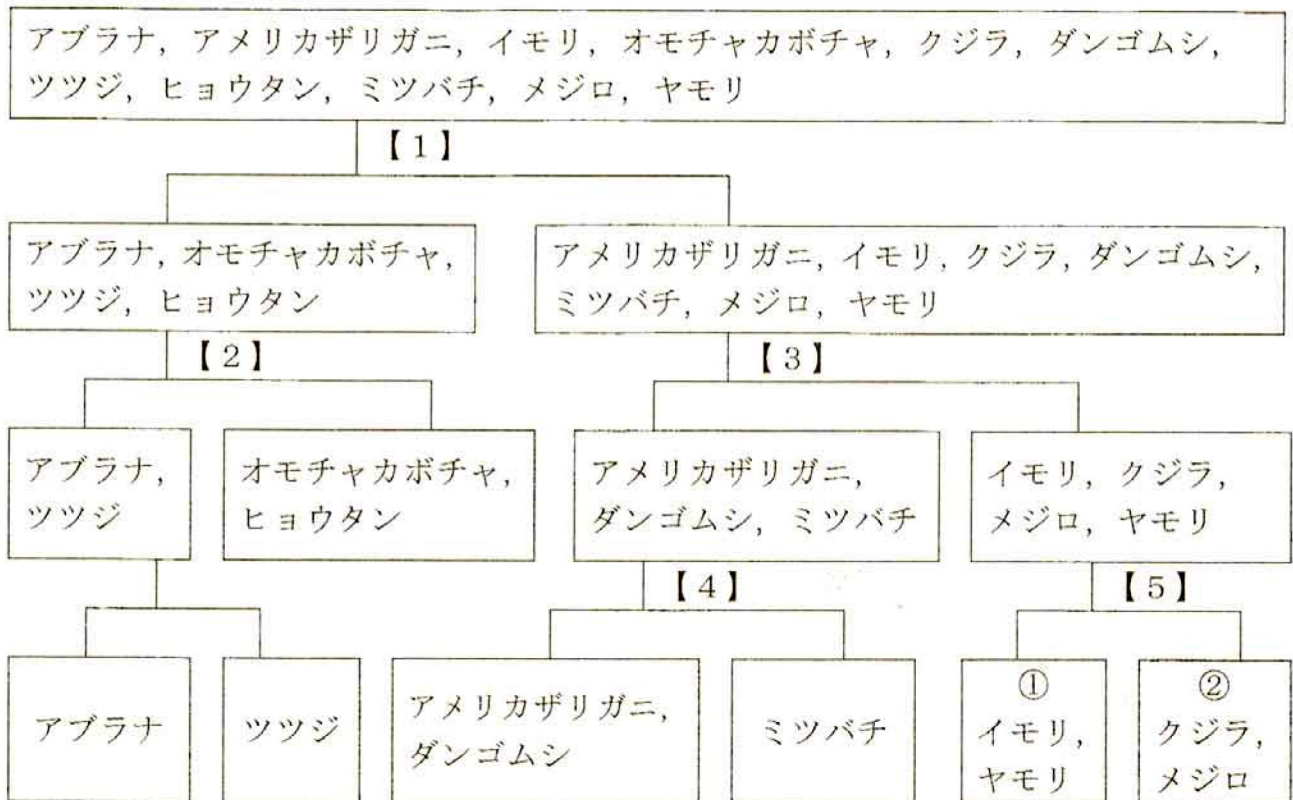 アブラナ, アメリカザリガニ, イモリ, オモチャカボチャ, クジラ, ダンゴムシ,
ツツジ, ヒョウタン, ミツバチ, メジロ, ヤモリ
【1】
アブラナ, オモチャカボチャ,
ツツジ, ヒョウタン
アメリカザリガニ, イモリ, クジラ, ダンゴムシ,
ミツバチ, メジロ, ヤモリ
【2】
【3】
アブラナ,
ツツジ
オモチャカボチャ,
ヒョウタン
アメリカザリガニ,
ダンゴムシ, ミツバチ
イモリ, クジラ,
メジロ, ヤモリ
【4】
【5】
アブラナ
ツツジ
アメリカザリガニ,
ダンゴムシ
ミツバチ
①
イモリ,
ヤモリ
②
クジラ,
メジロ